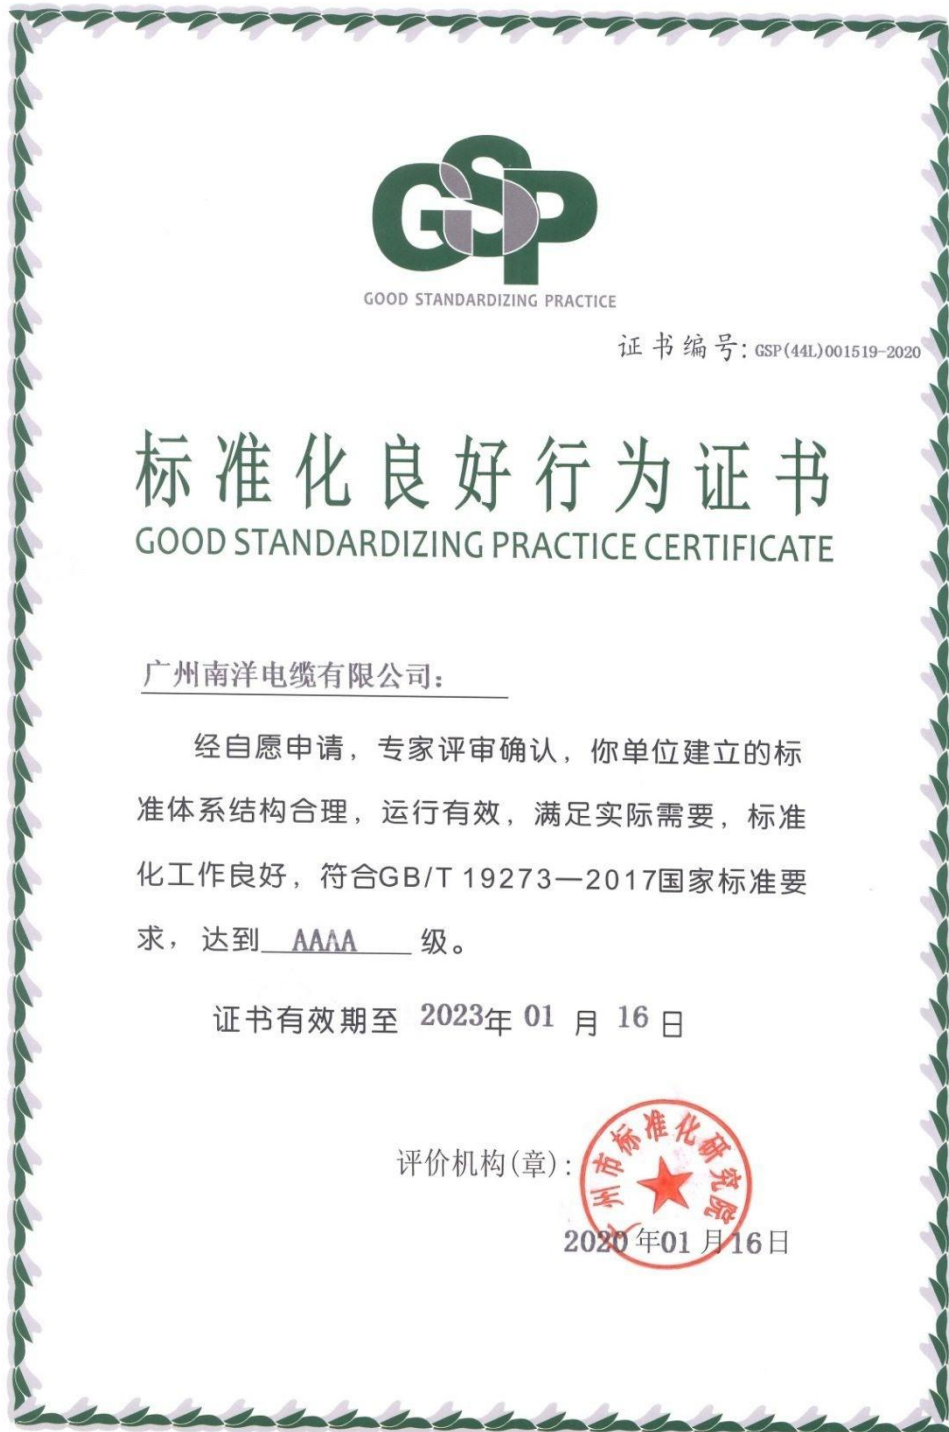 GSP
GOOD STANDARDIZING PRACTICE
证书编号: GSP(44L)001519-2020
标准化良好行为证书
GOOD STANDARDIZING PRACTICE CERTIFICATE
广州南洋电缆有限公司:
经自愿申请，专家评审确认，你单位建立的标
准体系结构合理，运行有效，满足实际需要，标准
化工作良好，符合GB/T 19273—2017国家标准要
求，达到 AAAA 级。
证书有效期至 2023年 01 月 16 日
评价机构(章):
广州市标准化研究院
2020 年01 月16日